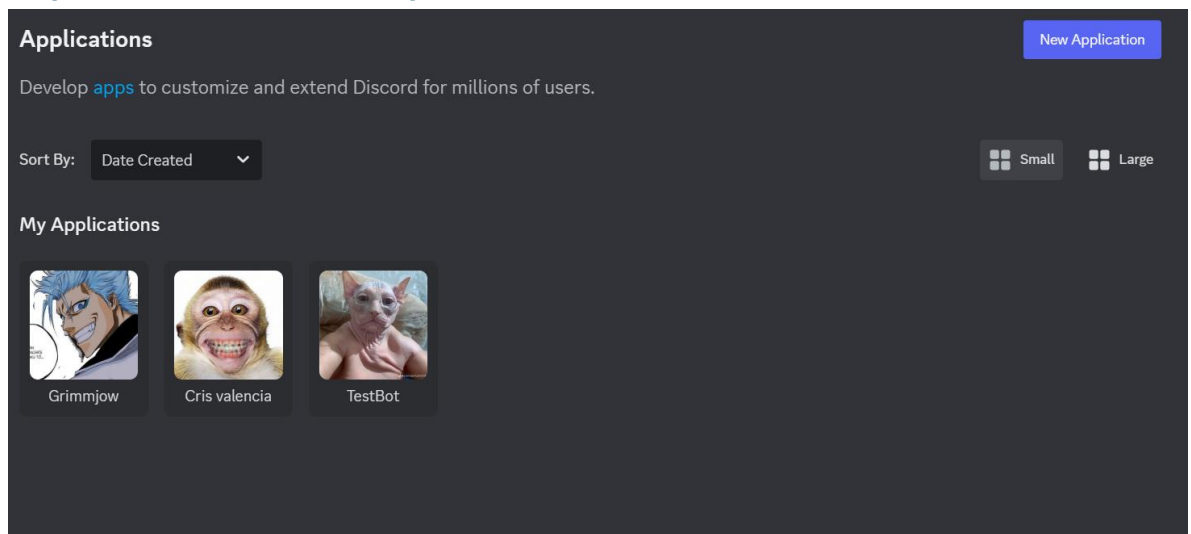 Applications
New Application
Develop apps to customize and extend Discord for millions of users.
Sort By:
Date Created
Small
Large
My Applications
Grimmjow
Cris valencia
TestBot